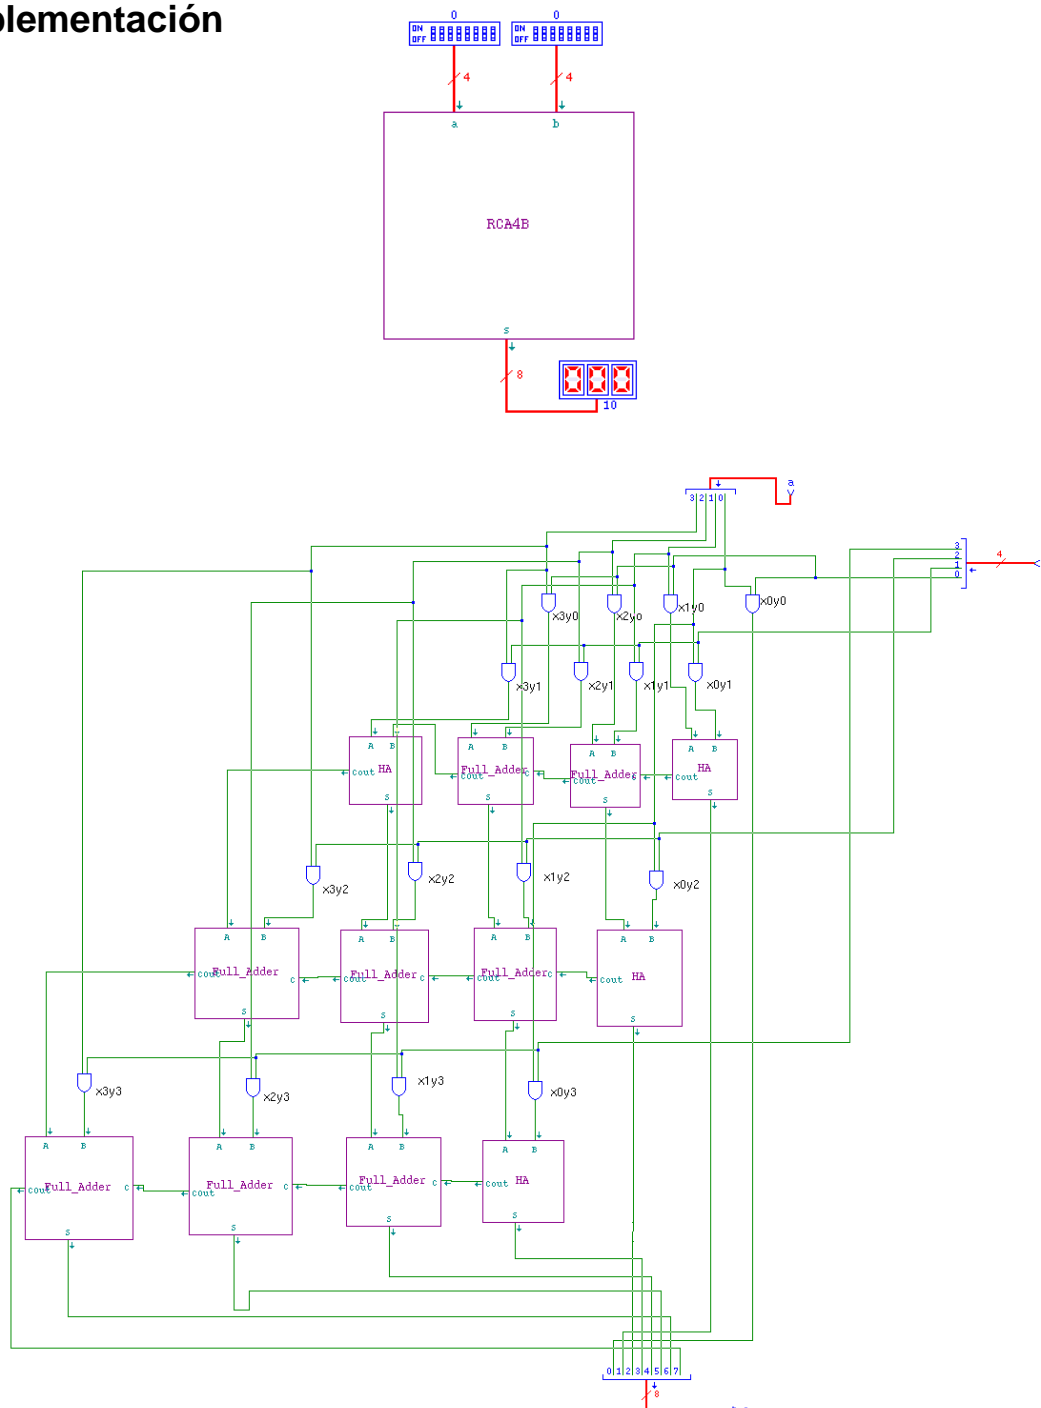 plementación
0 0
ON OFF ON OFF
4 4
a b
RCA4B
s
8
000
10
a
3 2 1 0
3
2
1
0
4
x3y0 x2yo x1y0 x0y0
x3y1 x2y1 x1y1 x0y1
A B A B A B A B
Cout HA Cout Full_Adder C Cout Full_Adder C Cout HA
S S S S
x3y2 x2y2 x1y2 x0y2
A B A B A B A B
Cout Full_Adder C Cout Full_Adder C Cout Full_Adder C Cout HA
S S S S
x3y3 x2y3 x1y3 x0y3
A B A B A B A B
Cout Full_Adder C Cout Full_Adder C Cout Full_Adder C Cout HA
S S S S
0 1 2 3 4 5 6 7
8